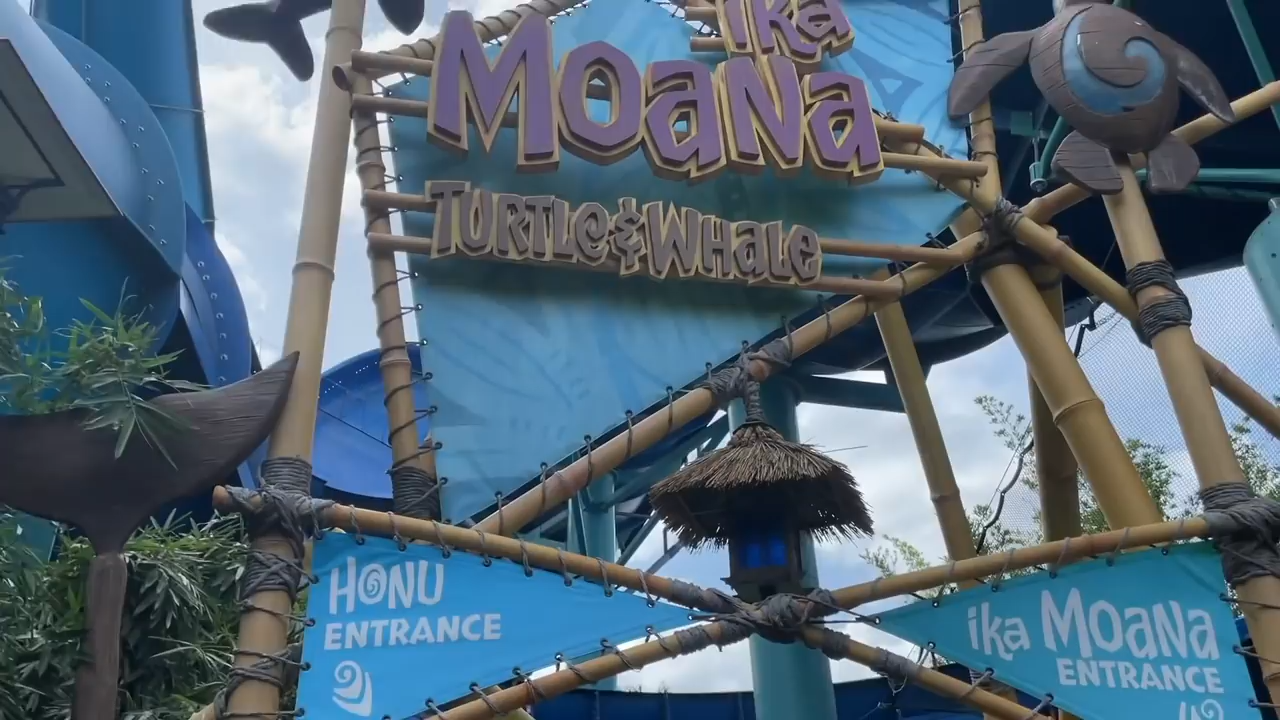 ika
Moana
TURTLe & WHaLe
HONU
ENTRANCE
ika Moana
ENTRANCE